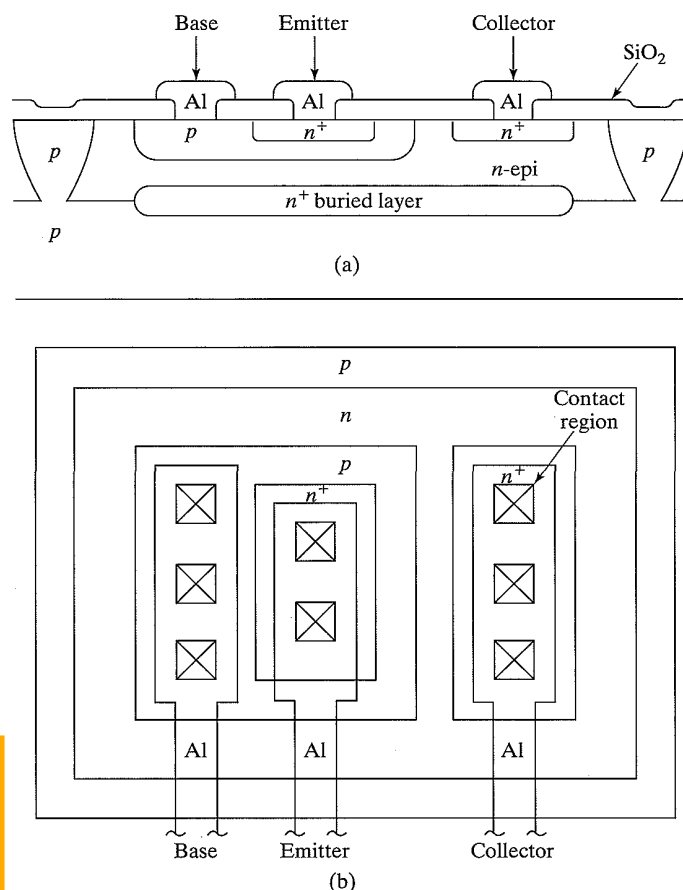 Base Emitter Collector
SiO₂
Al Al Al
p n⁺ n⁺
p p
n-epi
n⁺ buried layer
p
(a)
p
Contact
region
n
p
n⁺
n⁺
Al Al Al
Base Emitter Collector
(b)